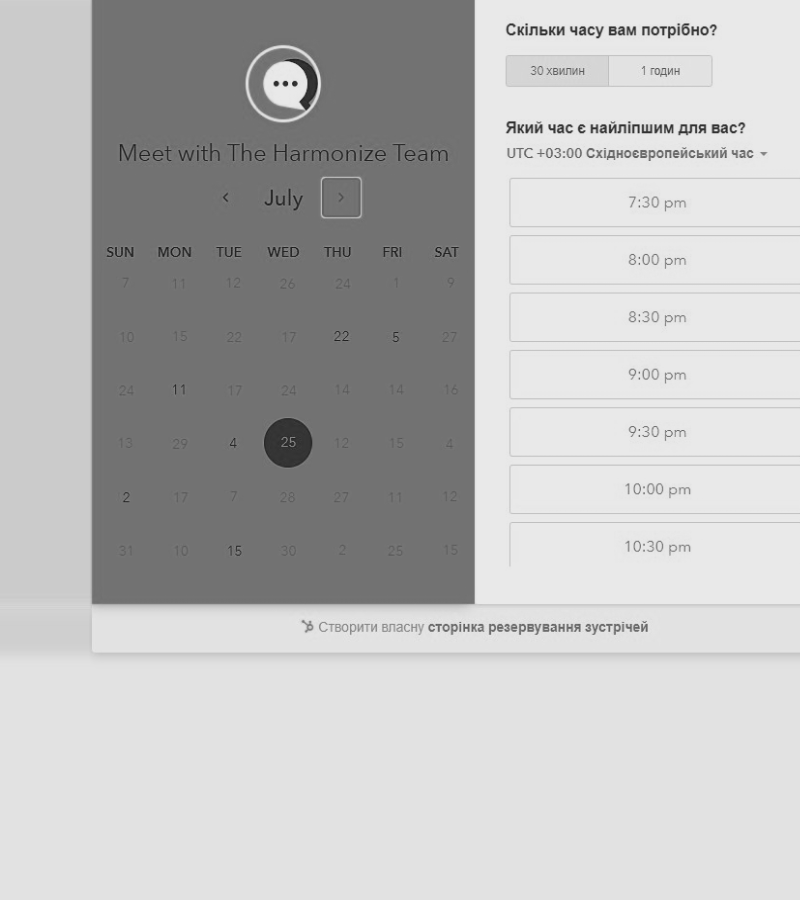 Meet with The Harmonize Team
July
SUN MON TUE WED THU FRI SAT
7 11 12 26 24 1 9
10 15 22 17 22 5 27
24 11 17 24 14 14 16
13 29 4 25 12 15 4
2 17 7 28 27 11 12
31 10 15 30 2 25 15
Скільки часу вам потрібно?
30 хвилин 1 годин
Який час є найліпшим для вас?
UTC +03:00 Східноєвропейський час
7:30 pm
8:00 pm
8:30 pm
9:00 pm
9:30 pm
10:00 pm
10:30 pm
Створити власну сторінка резервування зустрічей